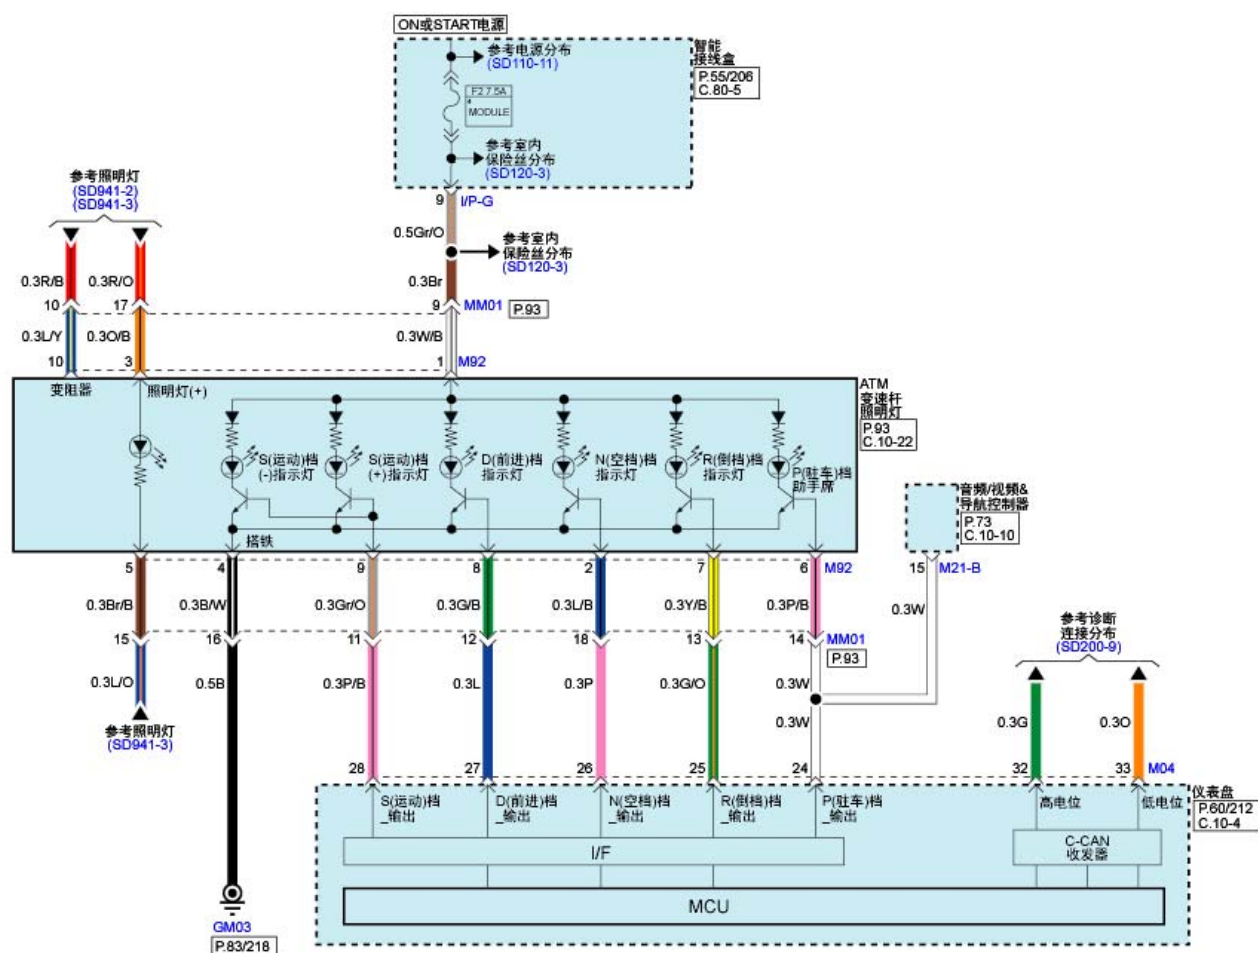 ON或START电源
智能
接线盒
P.55/206
C.80-5
参考电源分布
(SD110-11)
F2 7.5A
4
MODULE
参考室内
保险丝分布
(SD120-3)
9 I/P-G
参考照明灯
(SD941-2)
(SD941-3)
0.5Gr/O
参考室内
保险丝分布
(SD120-3)
0.3R/B 0.3R/O 0.3Br
10 17 9 MM01 P.93
0.3L/Y 0.3O/B 0.3W/B
10 3 1 M92
变阻器 照明灯(+)
ATM
变速杆
照明灯
P.93
C.10-22
S(运动)档
(-)指示灯
S(运动)档
(+)指示灯
D(前进)档
指示灯
N(空档)档
指示灯
R(倒档)档
指示灯
P(驻车)档
助手席
搭铁
音频/视频&
导航控制器
P.73
C.10-10
5 4 9 8 2 7 6 M92 15 M21-B
0.3Br/B 0.3B/W 0.3Gr/O 0.3G/B 0.3L/B 0.3Y/B 0.3P/B 0.3W
15 16 11 12 18 13 14 MM01
P.93
参考诊断
连接分布
(SD200-9)
0.3L/O 0.5B 0.3P/B 0.3L 0.3P 0.3G/O 0.3W
0.3W 0.3G 0.3O
参考照明灯
(SD941-3)
28 27 26 25 24 32 33 M04
S(运动)档
_输出
D(前进)档
_输出
N(空档)档
_输出
R(倒档)档
_输出
P(驻车)档
_输出
高电位 低电位
仪表盘
P.60/212
C.10-4
I/F
C-CAN
收发器
MCU
GM03
P.83/218